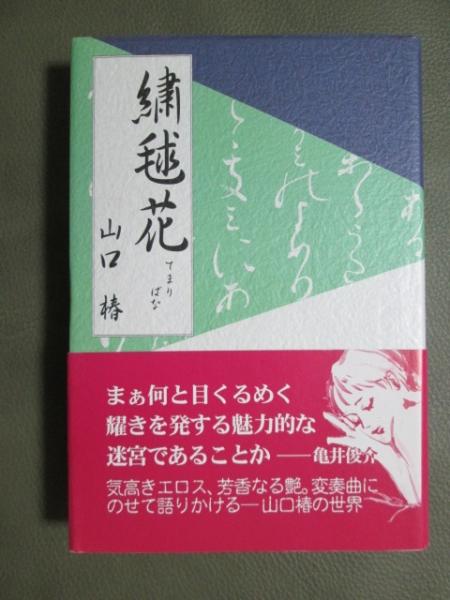 繍毬花
てまり
ばな
山口 椿
まぁ何と目くるめく
耀きを発する魅力的な
迷宮であることか——亀井俊介
気高きエロス、芳香なる艶。変奏曲に
のせて語りかける—山口椿の世界